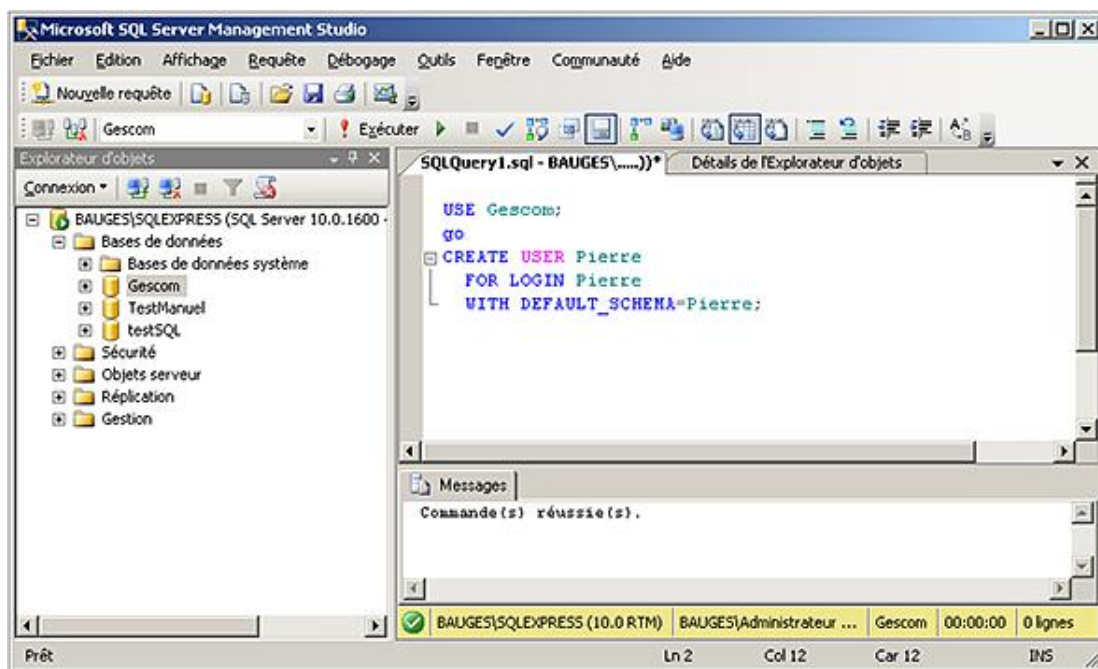 Microsoft SQL Server Management Studio
Fichier Edition Affichage Requête Débogage Outils Fenêtre Communauté Aide
Nouvelle requête
Gescom Exécuter
Explorateur d'objets
Connexion
BAUGES\SQLEXPRESS (SQL Server 10.0.1600 -
Bases de données
Bases de données système
Gescom
TestManuel
testSQL
Sécurité
Objets serveur
Réplication
Gestion
SQLQuery1.sql - BAUGES\.....))* Détails de l'Explorateur d'objets
USE Gescom;
go
CREATE USER Pierre
FOR LOGIN Pierre
WITH DEFAULT_SCHEMA=Pierre;
Messages
Commande(s) réussie(s).
BAUGES\SQLEXPRESS (10.0 RTM) BAUGES\Administrateur ... Gescom 00:00:00 0 lignes
Prêt Ln 2 Col 12 Car 12 INS